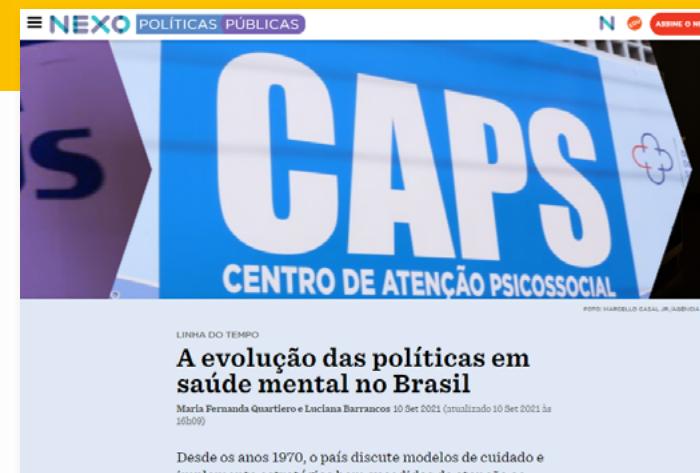 NEXO POLÍTICAS PÚBLICAS
N
ASSINE O NE
S
CAPS
CENTRO DE ATENÇÃO PSICOSSOCIAL
FOTO: MARCELLO CASAL JR./AGÊNCIA
LINHA DO TEMPO
A evolução das políticas em
saúde mental no Brasil
Maria Fernanda Quartiero e Luciana Barrancos 10 Set 2021 (atualizado 10 Set 2021 às
16h09)
Desde os anos 1970, o país discute modelos de cuidado e